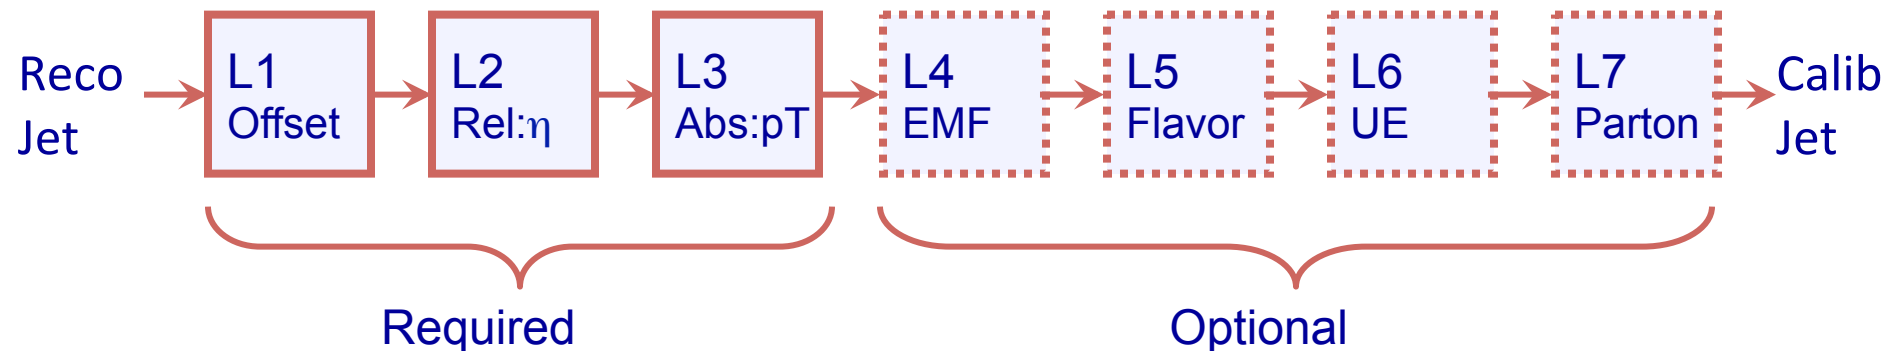 Reco
Jet
L1
Offset
L2
Rel:η
L3
Abs:pT
L4
EMF
L5
Flavor
L6
UE
L7
Parton
Calib
Jet
Required
Optional